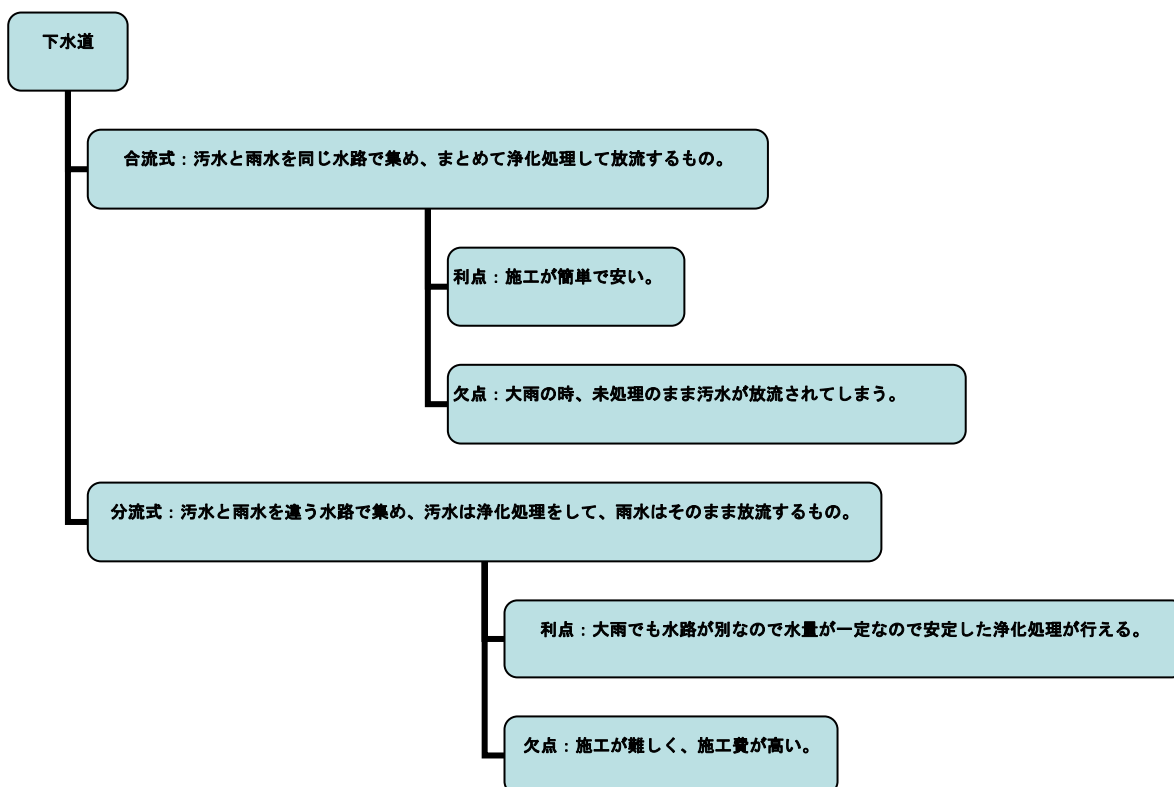 下水道
合流式：汚水と雨水を同じ水路で集め、まとめて浄化処理して放流するもの。
利点：施工が簡単で安い。
欠点：大雨の時、未処理のまま汚水が放流されてしまう。
分流式：汚水と雨水を違う水路で集め、汚水は浄化処理をして、雨水はそのまま放流するもの。
利点：大雨でも水路が別なので水量が一定なので安定した浄化処理が行える。
欠点：施工が難しく、施工費が高い。